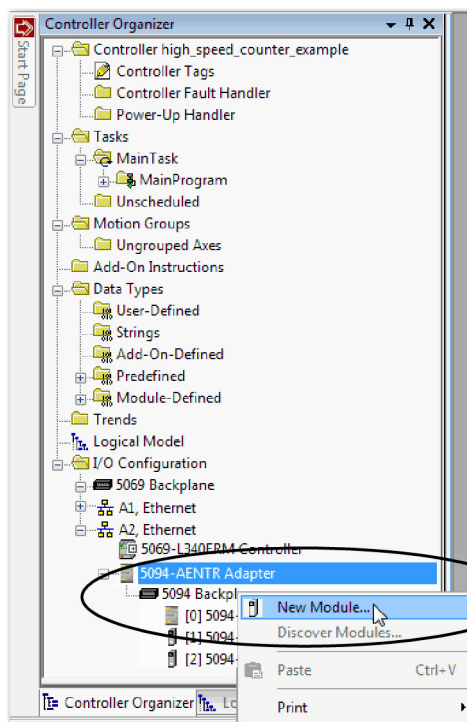 Controller Organizer
Start Page
Controller high_speed_counter_example
Controller Tags
Controller Fault Handler
Power-Up Handler
Tasks
MainTask
MainProgram
Unscheduled
Motion Groups
Ungrouped Axes
Add-On Instructions
Data Types
User-Defined
Strings
Add-On-Defined
Predefined
Module-Defined
Trends
Logical Model
I/O Configuration
5069 Backplane
A1, Ethernet
A2, Ethernet
5069-L340ERM Controller
5094-AENTR Adapter
5094 Backpl
[0] 5094-
[1] 5094-
[2] 5094-
New Module...
Discover Modules...
Paste Ctrl+V
Print
Controller Organizer Lo